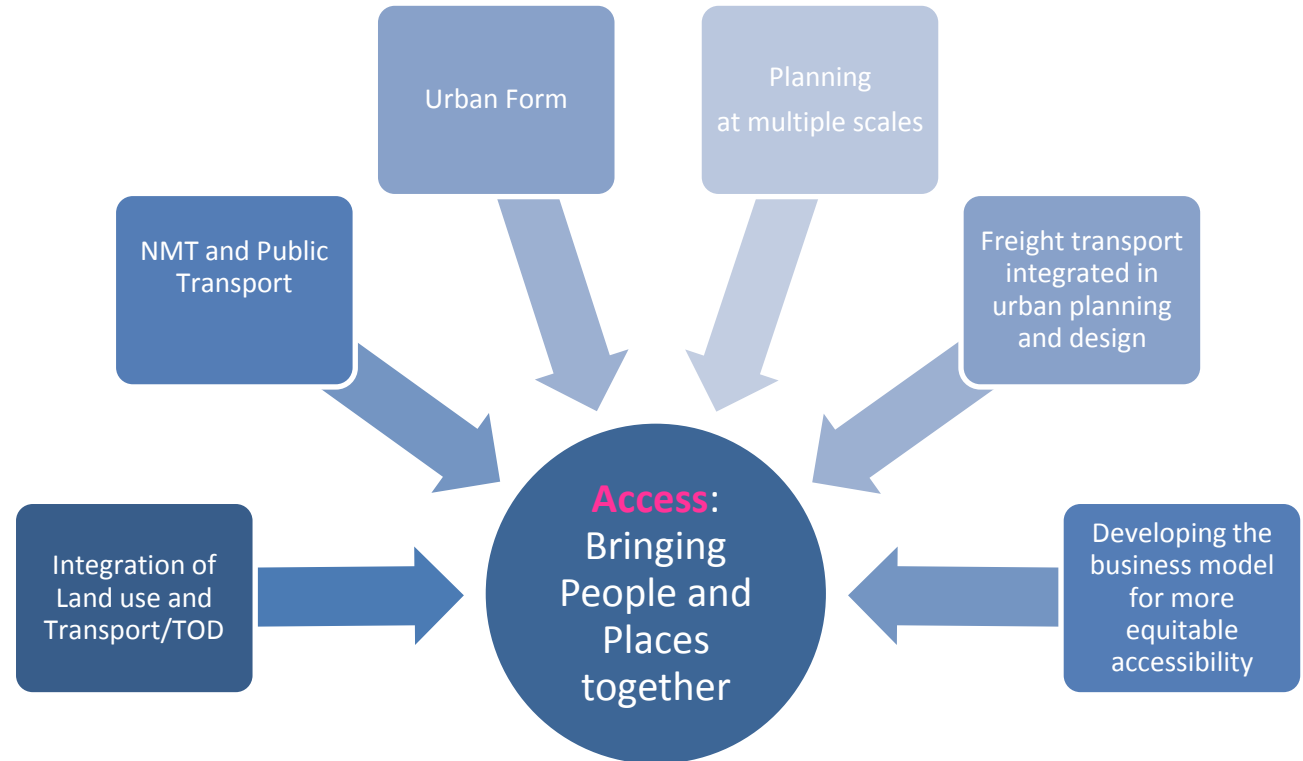 Urban Form
Planning
at multiple scales
NMT and Public
Transport
Freight transport
integrated in
urban planning
and design
Integration of
Land use and
Transport/TOD
Access:
Bringing
People and
Places
together
Developing the
business model
for more
equitable
accessibility